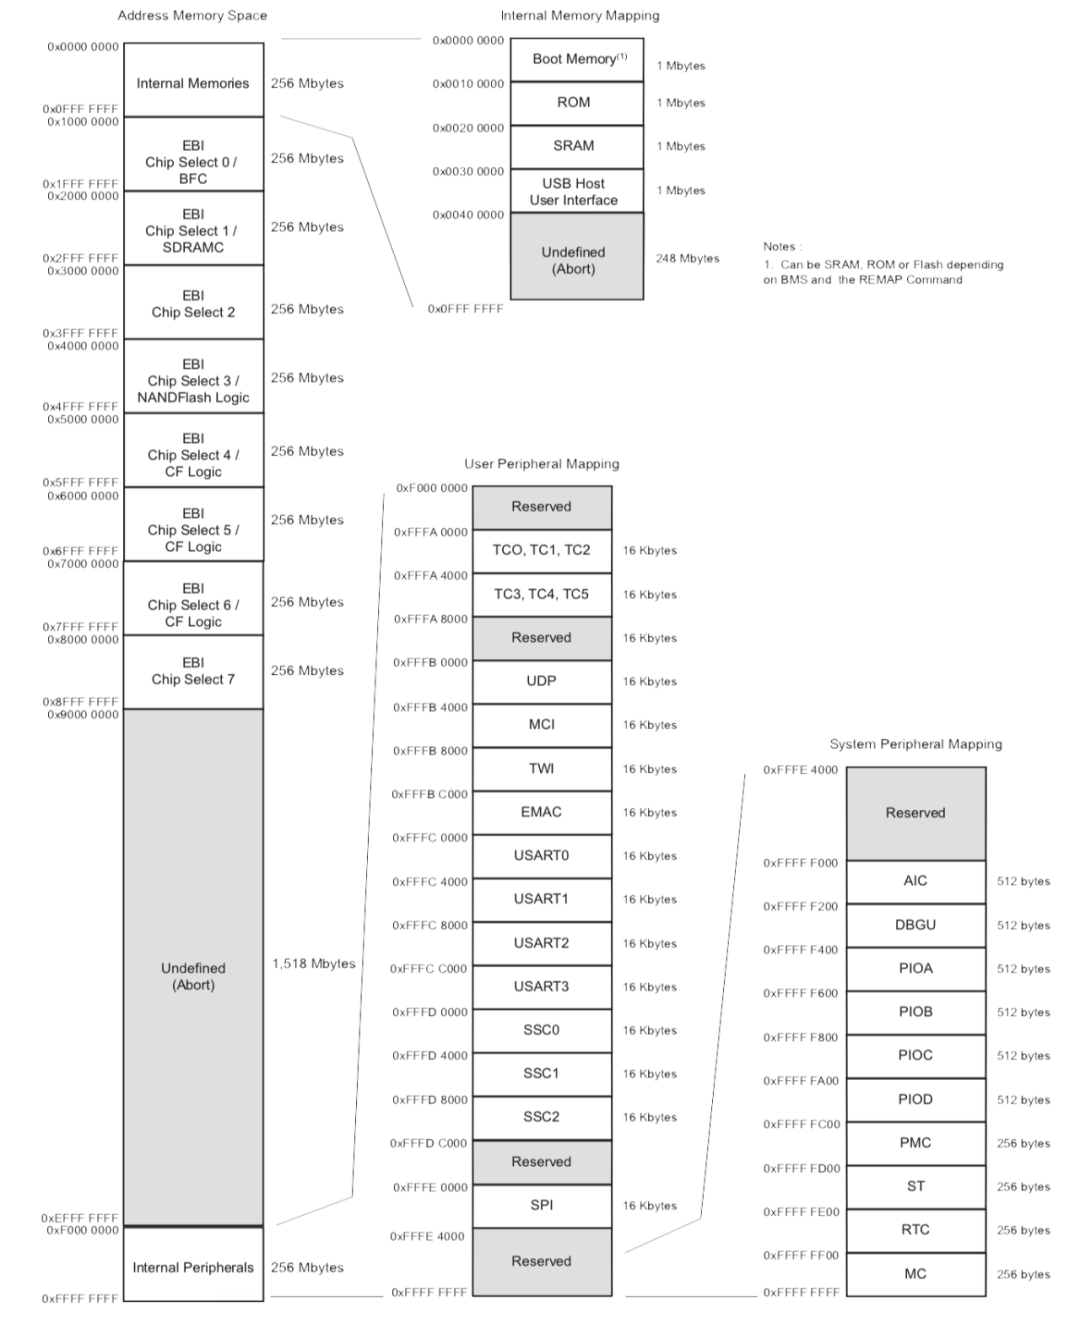 Address Memory Space
0x0000 0000
Internal Memories
256 Mbytes
0x0FFF FFFF
0x1000 0000
EBI
Chip Select 0 /
BFC
256 Mbytes
0x1FFF FFFF
0x2000 0000
EBI
Chip Select 1 /
SDRAMC
256 Mbytes
0x2FFF FFFF
0x3000 0000
EBI
Chip Select 2
256 Mbytes
0x3FFF FFFF
0x4000 0000
EBI
Chip Select 3 /
NANDFlash Logic
256 Mbytes
0x4FFF FFFF
0x5000 0000
EBI
Chip Select 4 /
CF Logic
256 Mbytes
0x5FFF FFFF
0x6000 0000
EBI
Chip Select 5 /
CF Logic
256 Mbytes
0x6FFF FFFF
0x7000 0000
EBI
Chip Select 6 /
CF Logic
256 Mbytes
0x7FFF FFFF
0x8000 0000
EBI
Chip Select 7
256 Mbytes
0x8FFF FFFF
0x9000 0000
Undefined
(Abort)
1,518 Mbytes
0xEFFF FFFF
0xF000 0000
Internal Peripherals
256 Mbytes
0xFFFF FFFF
Internal Memory Mapping
0x0000 0000
Boot Memory(1)
1 Mbytes
0x0010 0000
ROM
1 Mbytes
0x0020 0000
SRAM
1 Mbytes
0x0030 0000
USB Host
User Interface
1 Mbytes
0x0040 0000
Undefined
(Abort)
248 Mbytes
0x0FFF FFFF
Notes :
1. Can be SRAM, ROM or Flash depending
on BMS and the REMAP Command
User Peripheral Mapping
0xF000 0000
Reserved
0xFFFA 0000
TCO, TC1, TC2
16 Kbytes
0xFFFA 4000
TC3, TC4, TC5
16 Kbytes
0xFFFA 8000
Reserved
16 Kbytes
0xFFFB 0000
UDP
16 Kbytes
0xFFFB 4000
MCI
16 Kbytes
0xFFFB 8000
TWI
16 Kbytes
0xFFFB C000
EMAC
16 Kbytes
0xFFFC 0000
USART0
16 Kbytes
0xFFFC 4000
USART1
16 Kbytes
0xFFFC 8000
USART2
16 Kbytes
0xFFFC C000
USART3
16 Kbytes
0xFFFD 0000
SSC0
16 Kbytes
0xFFFD 4000
SSC1
16 Kbytes
0xFFFD 8000
SSC2
16 Kbytes
0xFFFD C000
Reserved
0xFFFE 0000
SPI
16 Kbytes
0xFFFE 4000
Reserved
0xFFFF FFFF
System Peripheral Mapping
0xFFFE 4000
Reserved
0xFFFF F000
AIC
512 bytes
0xFFFF F200
DBGU
512 bytes
0xFFFF F400
PIOA
512 bytes
0xFFFF F600
PIOB
512 bytes
0xFFFF F800
PIOC
512 bytes
0xFFFF FA00
PIOD
512 bytes
0xFFFF FC00
PMC
256 bytes
0xFFFF FD00
ST
256 bytes
0xFFFF FE00
RTC
256 bytes
0xFFFF FF00
MC
256 bytes
0xFFFF FFFF